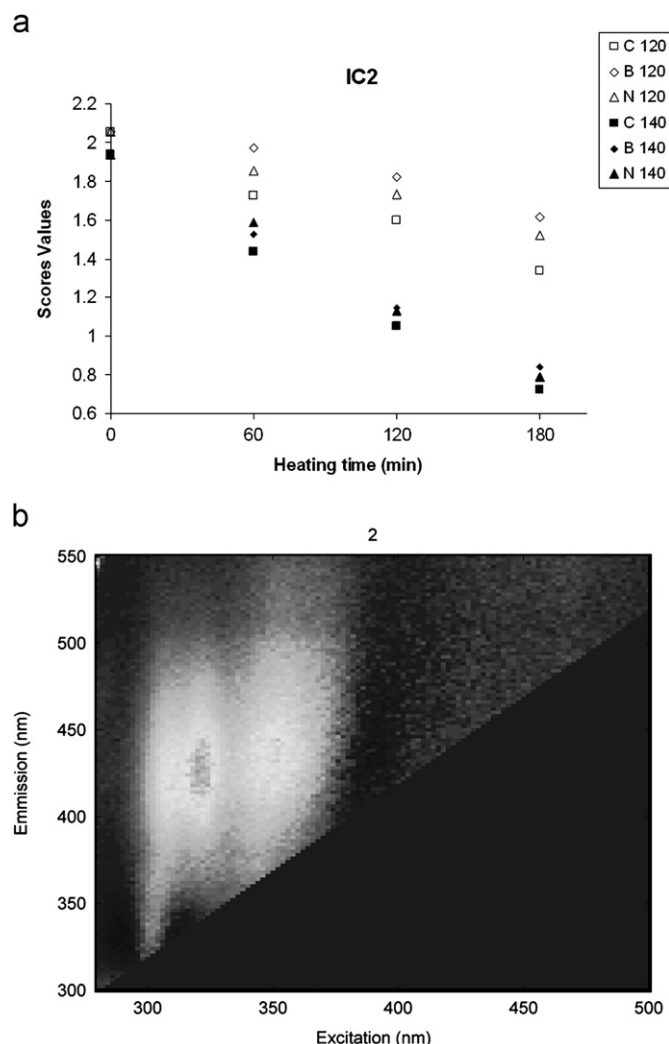 a
IC2
□ C 120
◇ B 120
△ N 120
■ C 140
◆ B 140
▲ N 140
2.2
2
1.8
1.6
1.4
1.2
1
0.8
0.6
Scores Values
0 60 120 180
Heating time (min)
b
2
550
500
450
400
350
300
Emmission (nm)
300 350 400 450 500
Excitation (nm)